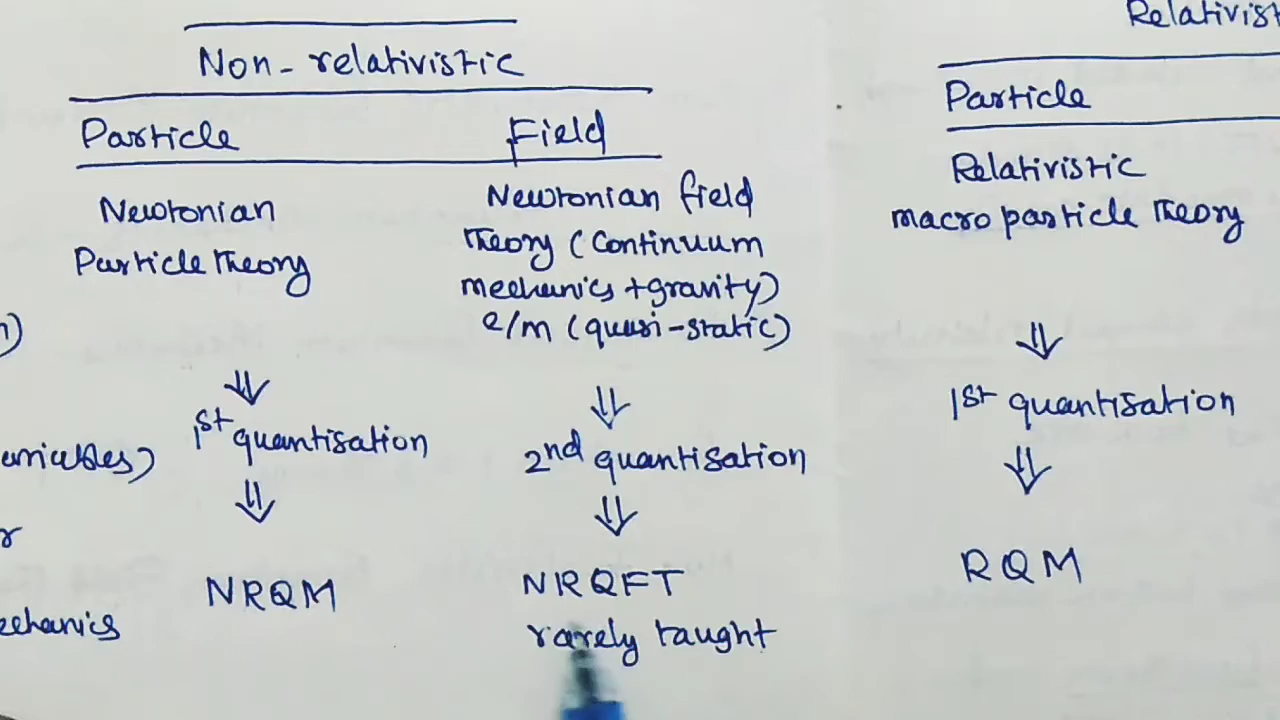 Non-relativistic
Particle
Field
Newtonian
Particle Theory
Newtonian field
Theory (Continuum
mechanics + gravity)
e/m (quasi-static)
⇓
1st quantisation
⇓
NRQM
⇓
2nd quantisation
⇓
NRQFT
rarely taught
Particle
Relativistic
macro particle Theory
⇓
1st quantisation
⇓
RQM